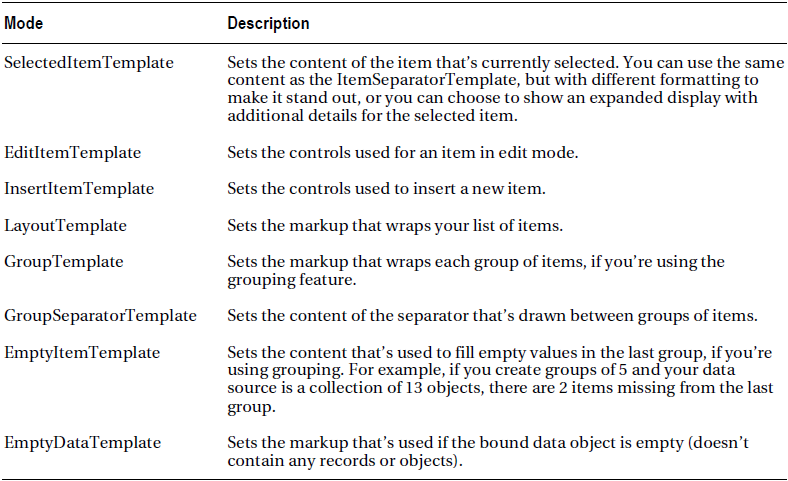 Mode Description
SelectedItemTemplate Sets the content of the item that's currently selected. You can use the same
content as the ItemSeparatorTemplate, but with different formatting to
make it stand out, or you can choose to show an expanded display with
additional details for the selected item.
EditItemTemplate Sets the controls used for an item in edit mode.
InsertItemTemplate Sets the controls used to insert a new item.
LayoutTemplate Sets the markup that wraps your list of items.
GroupTemplate Sets the markup that wraps each group of items, if you're using the
grouping feature.
GroupSeparatorTemplate Sets the content of the separator that's drawn between groups of items.
EmptyItemTemplate Sets the content that's used to fill empty values in the last group, if you're
using grouping. For example, if you create groups of 5 and your data
source is a collection of 13 objects, there are 2 items missing from the last
group.
EmptyDataTemplate Sets the markup that's used if the bound data object is empty (doesn't
contain any records or objects).